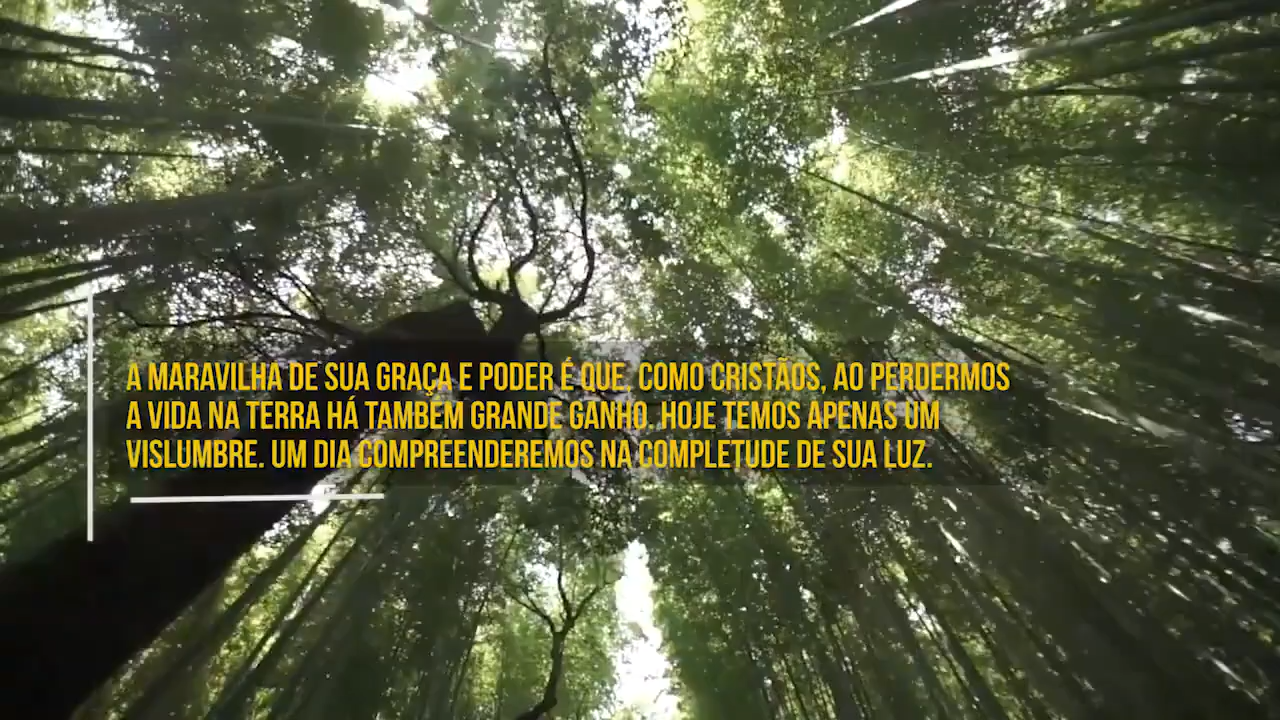 A MARAVILHA DE SUA GRAÇA E PODER É QUE, COMO CRISTÃOS, AO PERDERMOS
A VIDA NA TERRA HÁ TAMBÉM GRANDE GANHO. HOJE TEMOS APENAS UM
VISLUMBRE. UM DIA COMPREENDEREMOS NA COMPLETUDE DE SUA LUZ.